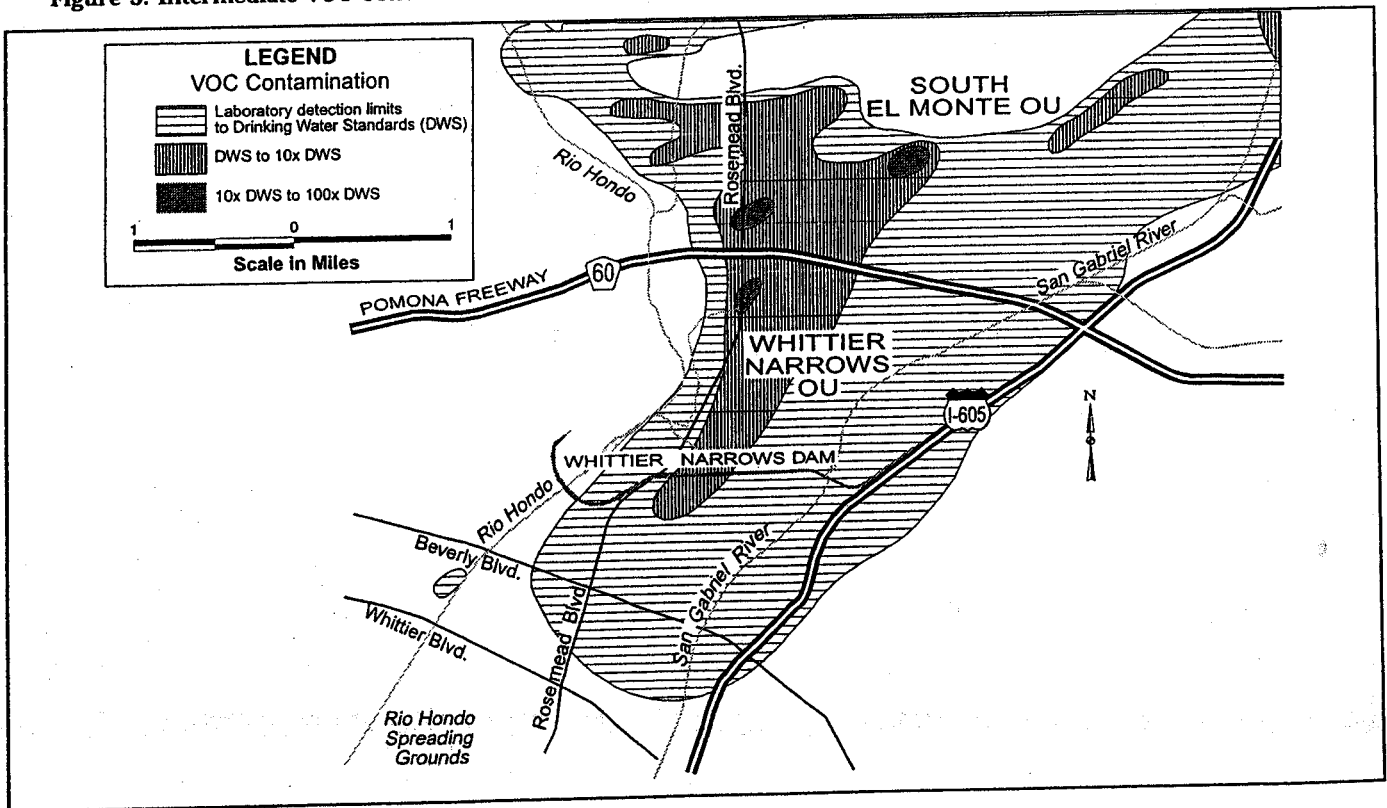 Figure 3. Intermediate VOC
LEGEND
VOC Contamination
Laboratory detection limits
to Drinking Water Standards (DWS)
DWS to 10x DWS
10x DWS to 100x DWS
1 0 1
Scale in Miles
SOUTH
EL MONTE OU
Rosemead Blvd.
Rio Hondo
San Gabriel River
POMONA FREEWAY
60
WHITTIER
NARROWS
OU
I-605
N
WHITTIER NARROWS DAM
Rio Hondo
Beverly Blvd.
Whittier Blvd.
Rosemead Blvd
San Gabriel River
Rio Hondo
Spreading
Grounds